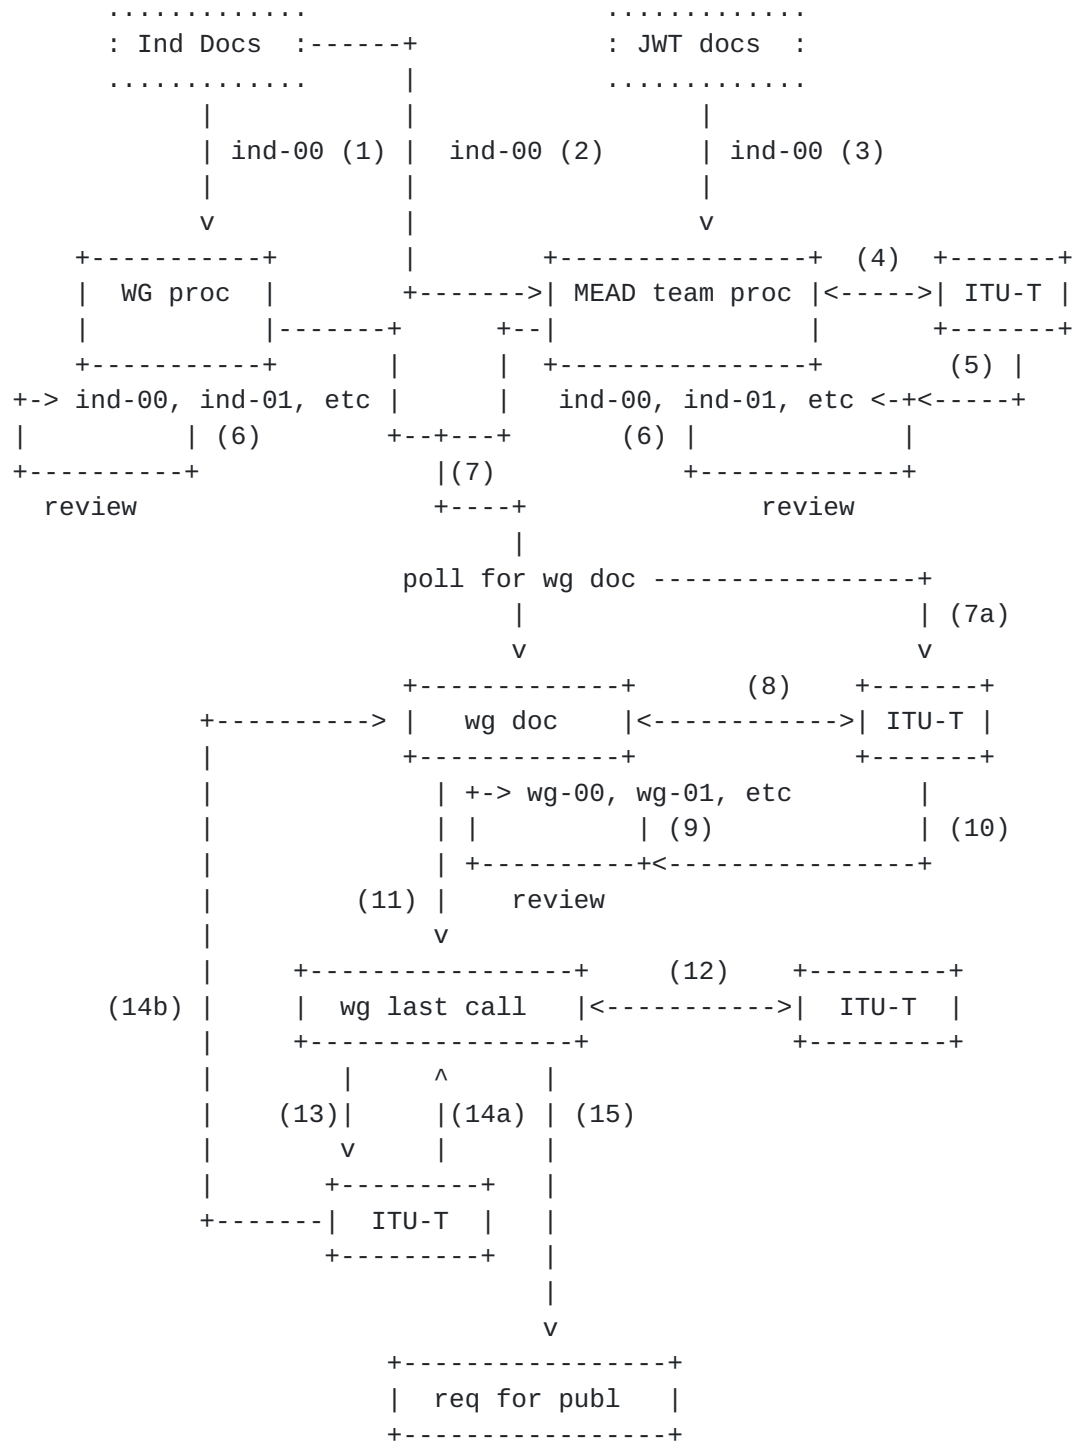 .............                   .............
: Ind Docs  :------+            : JWT docs  :
.............      |            .............
      |            |                  |
      | ind-00 (1) |  ind-00 (2)      | ind-00 (3)
      |            |                  |
      v            |                  v
+-----------+        |        +----------------+  (4)  +-------+
|  WG proc  |        +------->| MEAD team proc |<----->| ITU-T |
|           |-------+      +--|                |       +-------+
+-----------+       |      |  +----------------+        (5) |
+-> ind-00, ind-01, etc |      |   ind-00, ind-01, etc <-+<-----+
|          | (6)        +--+---+       (6) |             |
+----------+               |(7)            +-------------+
review                   +----+               review
|
poll for wg doc -----------------+
|                         | (7a)
v                         v
+-------------+       (8)    +-------+
+----------> |   wg doc    |<------------>| ITU-T |
|            +-------------+              +-------+
|              | +-> wg-00, wg-01, etc        |
|              | |          | (9)             | (10)
|              | +----------+<----------------+
|         (11) |    review
|              v
|     +-----------------+     (12)    +---------+
(14b) |     |  wg last call   |<----------->|  ITU-T  |
|     +-----------------+             +---------+
|        |     ^      |
|    (13)|     |(14a) | (15)
|        v     |      |
|       +---------+   |
+-------|  ITU-T  |   |
+---------+   |
|
v
+-----------------+
|  req for publ   |
+-----------------+